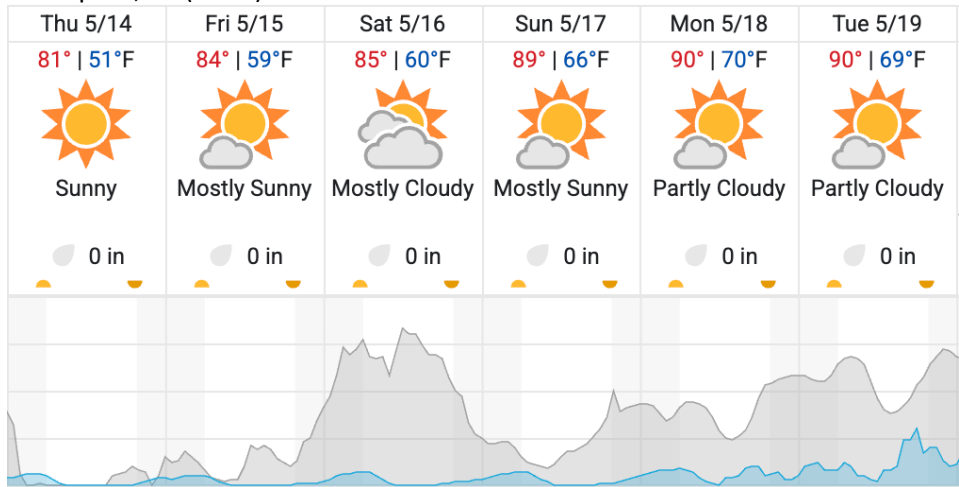 Thu 5/14 Fri 5/15 Sat 5/16 Sun 5/17 Mon 5/18 Tue 5/19
81° | 51°F 84° | 59°F 85° | 60°F 89° | 66°F 90° | 70°F 90° | 69°F
Sunny Mostly Sunny Mostly Cloudy Mostly Sunny Partly Cloudy Partly Cloudy
0 in 0 in 0 in 0 in 0 in 0 in